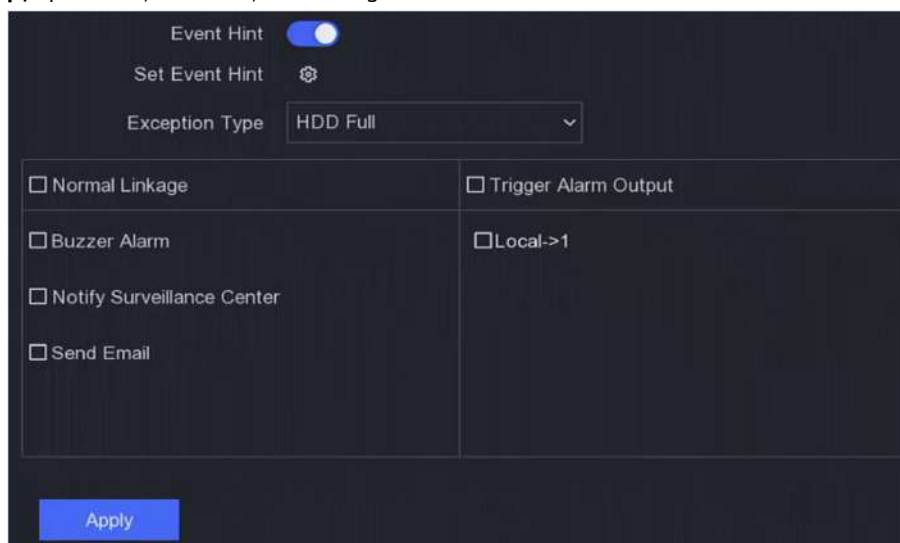 Event Hint
Set Event Hint
Exception Type HDD Full
Normal Linkage Trigger Alarm Output
Buzzer Alarm Local->1
Notify Surveillance Center
Send Email
Apply